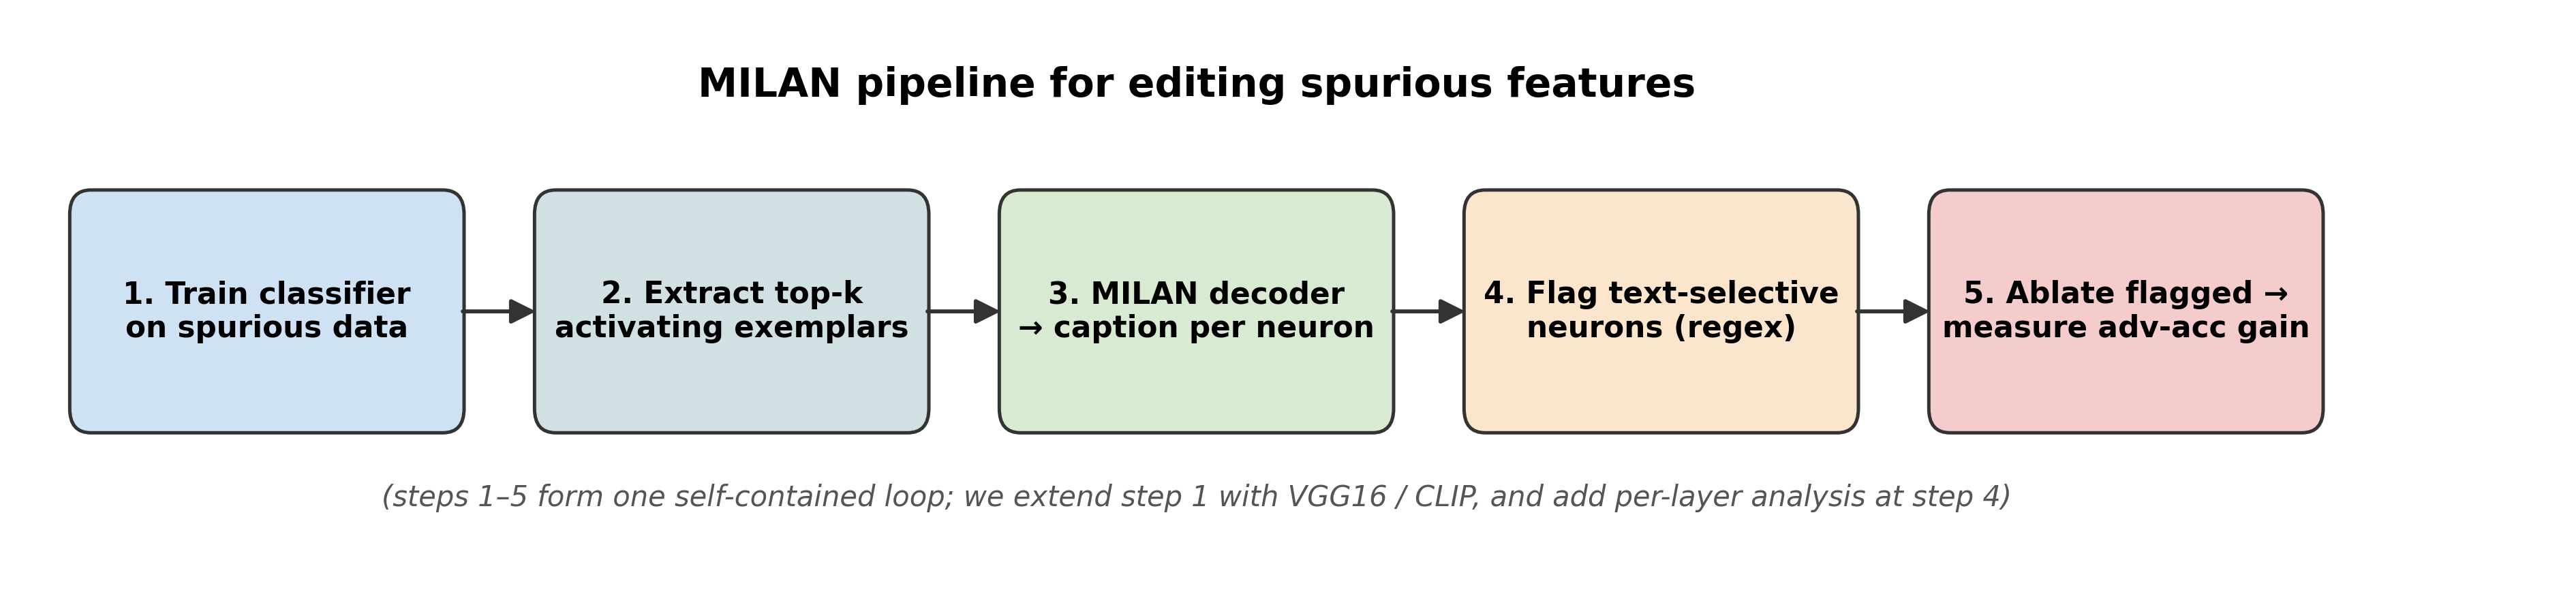 MILAN pipeline for editing spurious features
1. Train classifier
on spurious data
2. Extract top-k
activating exemplars
3. MILAN decoder
→ caption per neuron
4. Flag text-selective
neurons (regex)
5. Ablate flagged →
measure adv-acc gain
(steps 1–5 form one self-contained loop; we extend step 1 with VGG16 / CLIP, and add per-layer analysis at step 4)